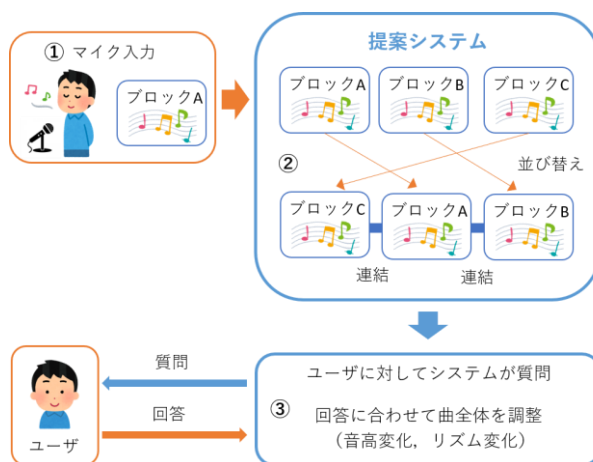 ① マイク入力
ブロックA
提案システム
ブロックA
ブロックB
ブロックC
②
並び替え
ブロックC
ブロックA
ブロックB
連結
連結
質問
回答
ユーザ
ユーザに対してシステムが質問
③
回答に合わせて曲全体を調整
(音高変化，リズム変化)